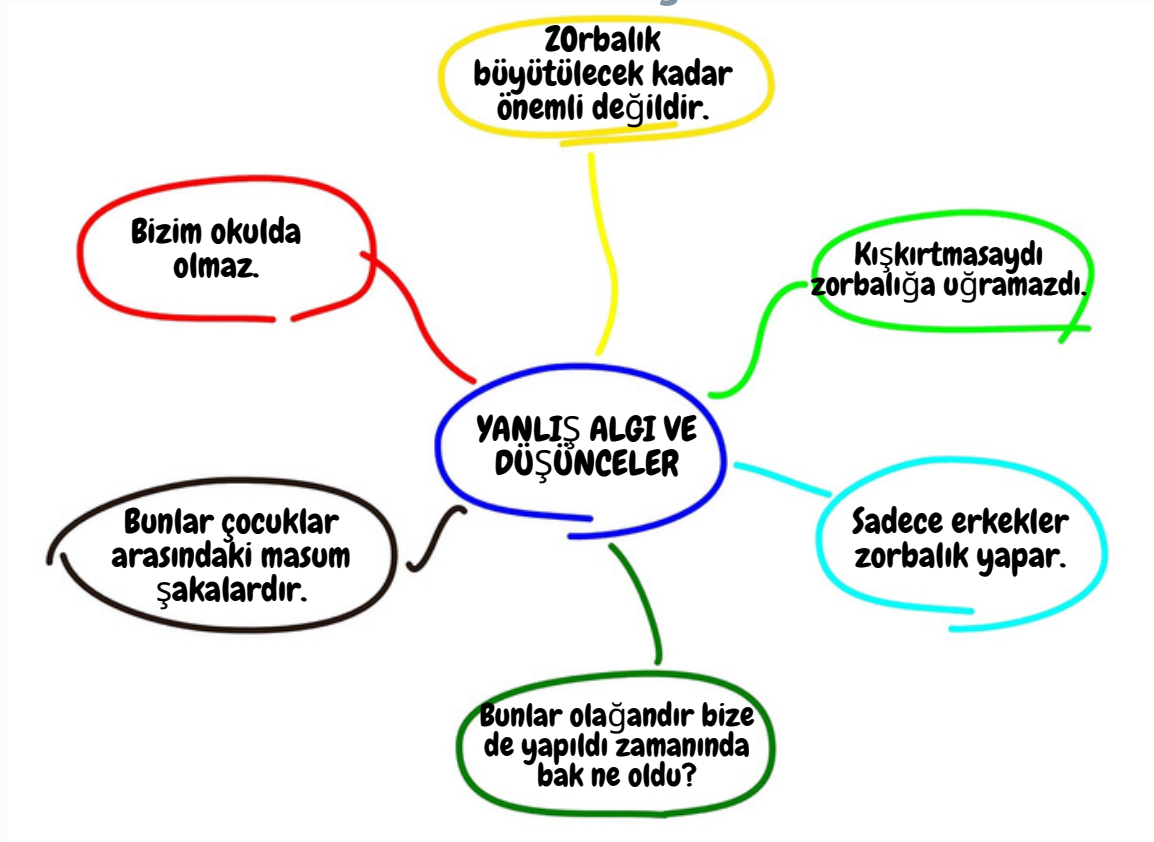 ZOrbalık
büyütülecek kadar
önemli değildir.
Bizim okulda
olmaz.
Kışkırtmasaydı
zorbalığa uğramazdı.
YANLIŞ ALGI VE
DÜŞÜNCELER
Bunlar çocuklar
arasındaki masum
şakalardır.
Sadece erkekler
zorbalık yapar.
Bunlar olağandır bize
de yapıldı zamanında
bak ne oldu?